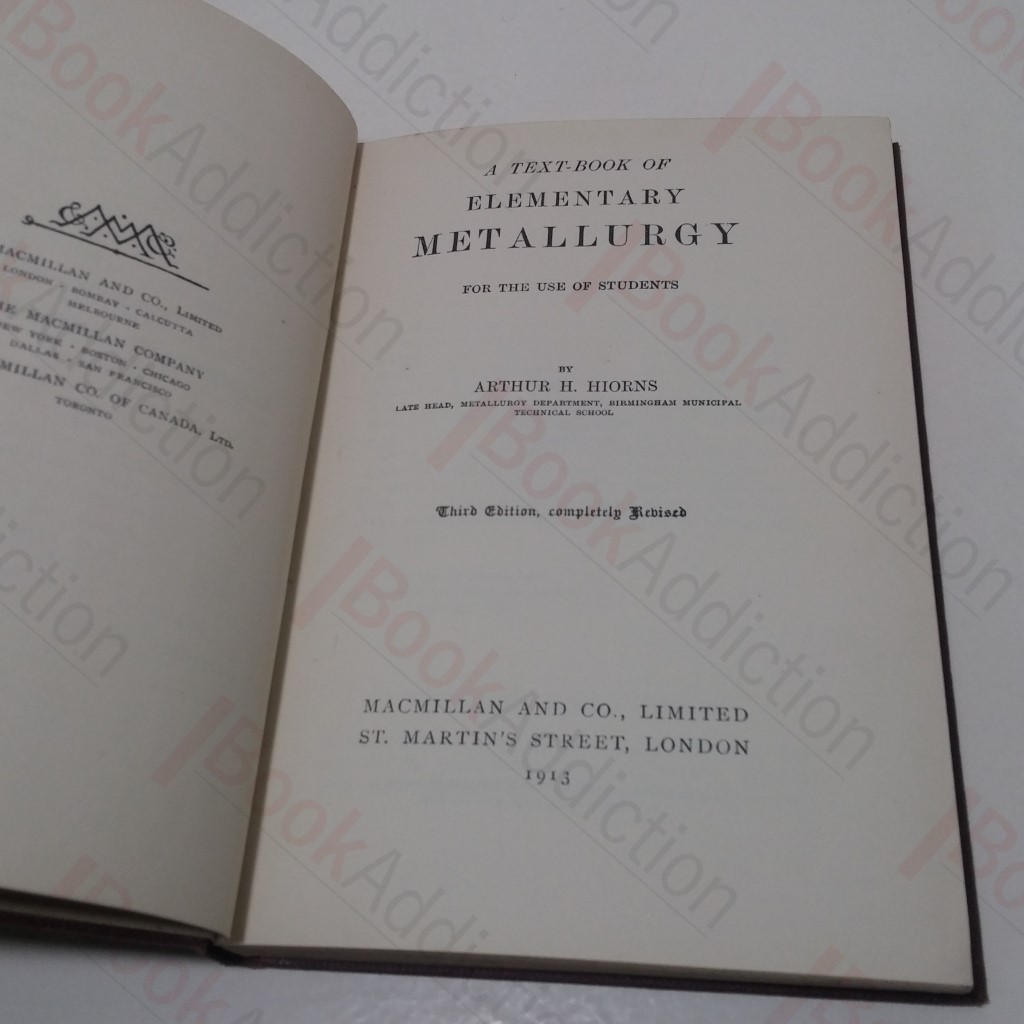 MACMILLAN AND CO., LIMITED
LONDON · BOMBAY · CALCUTTA
MELBOURNE
THE MACMILLAN COMPANY
NEW YORK · BOSTON · CHICAGO
DALLAS · SAN FRANCISCO
MACMILLAN CO. OF CANADA, LTD.
TORONTO
A TEXT-BOOK OF
ELEMENTARY
METALLURGY
FOR THE USE OF STUDENTS
BY
ARTHUR H. HIORNS
LATE HEAD, METALLURGY DEPARTMENT, BIRMINGHAM MUNICIPAL
TECHNICAL SCHOOL
Third Edition, completely Revised
MACMILLAN AND CO., LIMITED
ST. MARTIN'S STREET, LONDON
1913
BookAddiction